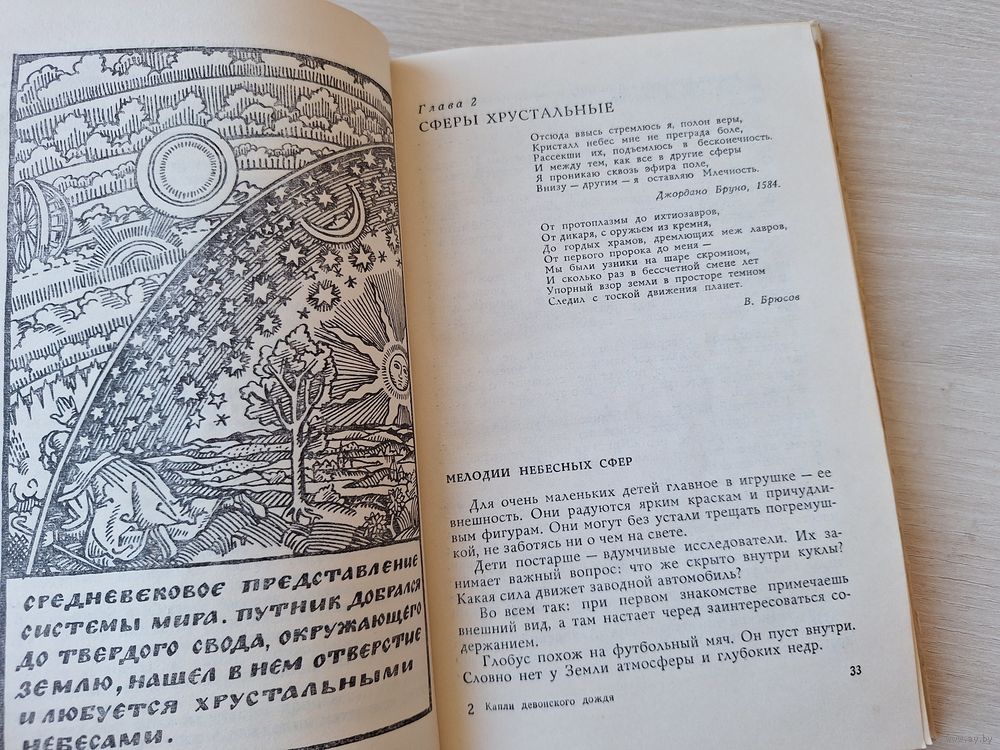 СРЕДНЕВЕКОВОЕ ПРЕДСТАВЛЕНИЕ
СИСТЕМЫ МИРА. ПУТНИК ДОБРАЛСЯ
ДО ТВЕРДОГО СВОДА, ОКРУЖАЮЩЕГО
ЗЕМЛЮ, НАШЕЛ В НЕМ ОТВЕРСТИЕ
И ЛЮБУЕТСЯ ХРУСТАЛЬНЫМИ
НЕБЕСАМИ.
Глава 2
СФЕРЫ ХРУСТАЛЬНЫЕ
Отсюда ввысь стремлюсь я, полон веры,
Кристалл небес мне не преграда боле,
Рассекши их, подъемлюсь в бесконечность.
И между тем, как все в другие сферы
Я проникаю сквозь эфира поле,
Внизу — другим — я оставляю Млечность.
Джордано Бруно, 1584.
От протоплазмы до ихтиозавров,
От дикаря, с оружьем из кремня,
До гордых храмов, дремлющих меж лавров,
От первого пророка до меня —
Мы были узники на шаре скромном,
И сколько раз в бессчетной смене лет
Упорный взор земли в просторе темном
Следил с тоской движения планет.
В. Брюсов
МЕЛОДИИ НЕБЕСНЫХ СФЕР
Для очень маленьких детей главное в игрушке — ее
внешность. Они радуются ярким краскам и причудли-
вым фигурам. Они могут без устали трещать погремуш-
кой, не заботясь ни о чем на свете.
Дети постарше — вдумчивые исследователи. Их за-
нимает важный вопрос: что же скрыто внутри куклы?
Какая сила движет заводной автомобиль?
Во всем так: при первом знакомстве примечаешь
внешний вид, а там настает черед заинтересоваться со-
держанием.
Глобус похож на футбольный мяч. Он пуст внутри.
Словно нет у Земли атмосферы и глубоких недр.
33
2 Капли девонского дождя